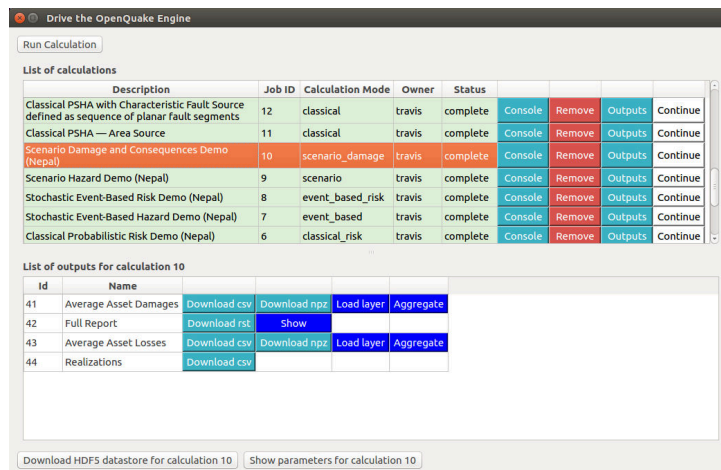 Drive the OpenQuake Engine
Run Calculation
List of calculations
Description Job ID Calculation Mode Owner Status
Classical PSHA with Characteristic Fault Source
defined as sequence of planar fault segments 12 classical travis complete Console Remove Outputs Continue
Classical PSHA — Area Source 11 classical travis complete Console Remove Outputs Continue
Scenario Damage and Consequences Demo
(Nepal) 10 scenario_damage travis complete Console Remove Outputs Continue
Scenario Hazard Demo (Nepal) 9 scenario travis complete Console Remove Outputs Continue
Stochastic Event-Based Risk Demo (Nepal) 8 event_based_risk travis complete Console Remove Outputs Continue
Stochastic Event-Based Hazard Demo (Nepal) 7 event_based travis complete Console Remove Outputs Continue
Classical Probabilistic Risk Demo (Nepal) 6 classical_risk travis complete Console Remove Outputs Continue
List of outputs for calculation 10
Id Name
41 Average Asset Damages Download csv Download npz Load layer Aggregate
42 Full Report Download rst Show
43 Average Asset Losses Download csv Download npz Load layer Aggregate
44 Realizations Download csv
Download HDF5 datastore for calculation 10 Show parameters for calculation 10